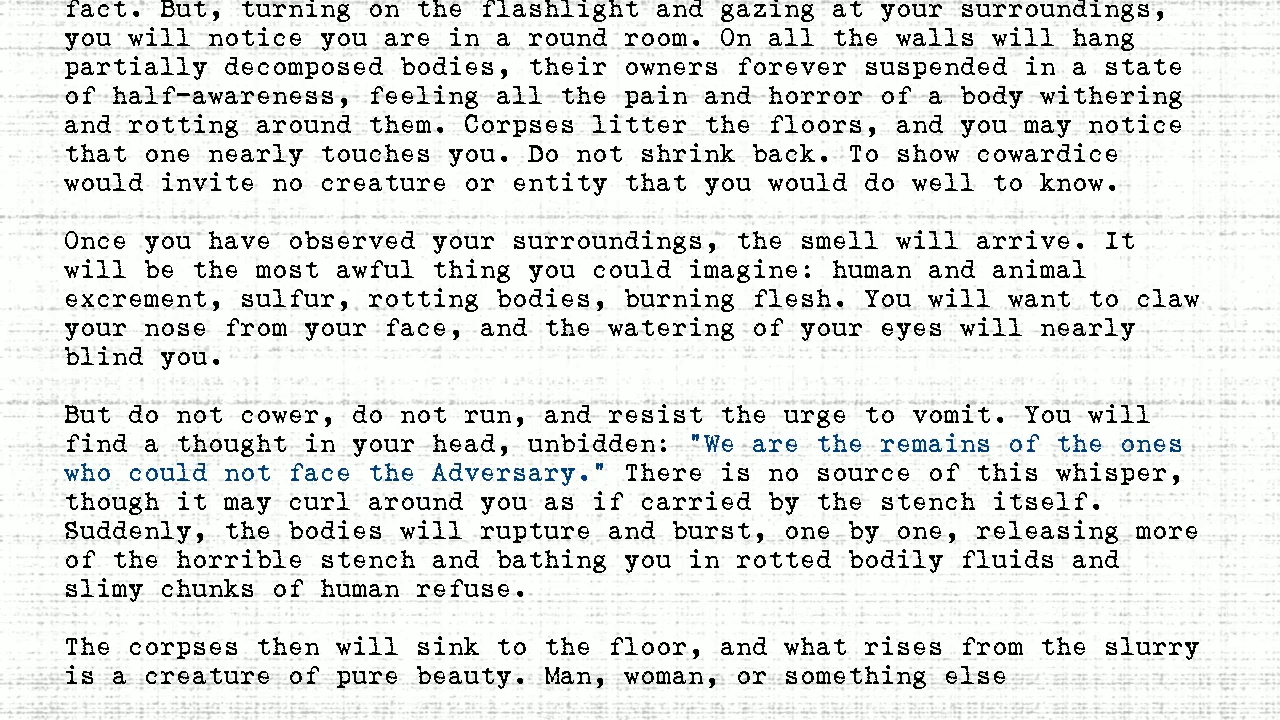 fact. But, turning on the flashlight and gazing at your surroundings,
you will notice you are in a round room. On all the walls will hang
partially decomposed bodies, their owners forever suspended in a state
of half-awareness, feeling all the pain and horror of a body withering
and rotting around them. Corpses litter the floors, and you may notice
that one nearly touches you. Do not shrink back. To show cowardice
would invite no creature or entity that you would do well to know.

Once you have observed your surroundings, the smell will arrive. It
will be the most awful thing you could imagine: human and animal
excrement, sulfur, rotting bodies, burning flesh. You will want to claw
your nose from your face, and the watering of your eyes will nearly
blind you.

But do not cower, do not run, and resist the urge to vomit. You will
find a thought in your head, unbidden: "We are the remains of the ones
who could not face the Adversary." There is no source of this whisper,
though it may curl around you as if carried by the stench itself.
Suddenly, the bodies will rupture and burst, one by one, releasing more
of the horrible stench and bathing you in rotted bodily fluids and
slimy chunks of human refuse.

The corpses then will sink to the floor, and what rises from the slurry
is a creature of pure beauty. Man, woman, or something else